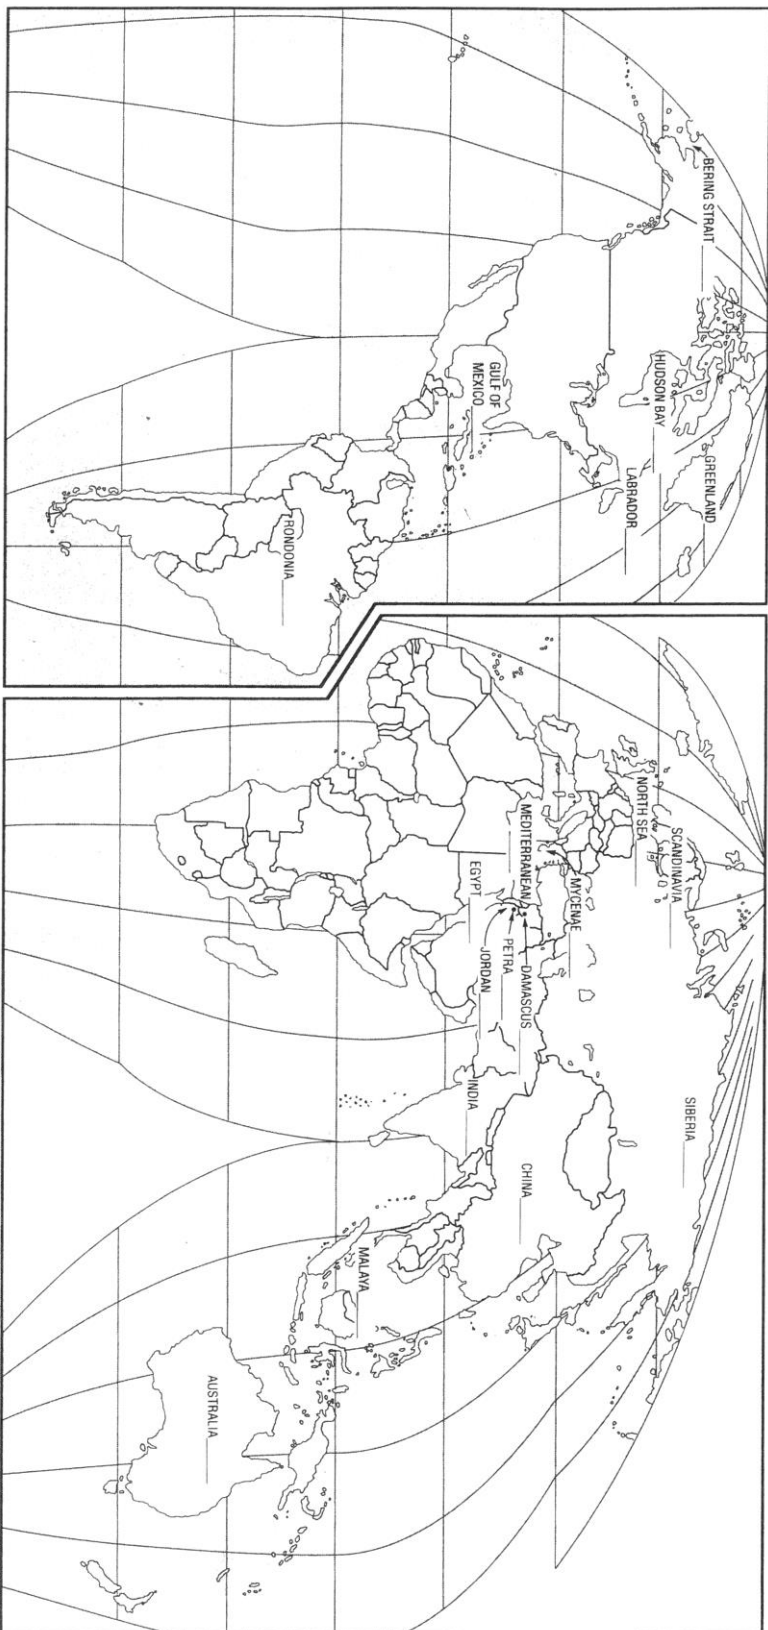 BERING STRAIT
HUDSON BAY
GREENLAND
LABRADOR
GULF OF
MEXICO
RONDONIA
SCANDINAVIA
NORTH SEA
MYCENAE
MEDITERRANEAN
DAMASCUS
PETRA
JORDAN
EGYPT
SIBERIA
CHINA
INDIA
MALAYA
AUSTRALIA